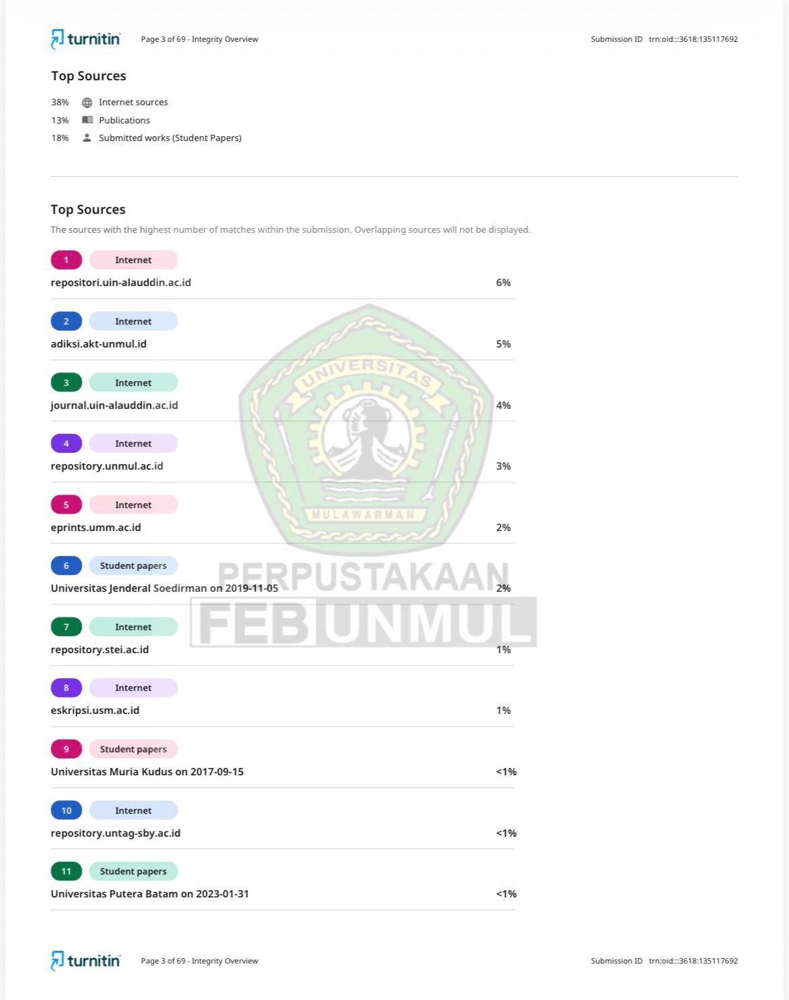 turnitin Page 3 of 69 - Integrity Overview Submission ID trn:oid:::3618:135117692
Top Sources
38% Internet sources
13% Publications
18% Submitted works (Student Papers)
Top Sources
The sources with the highest number of matches within the submission. Overlapping sources will not be displayed.
1 Internet
repositori.uin-alauddin.ac.id 6%
2 Internet
adiksi.akt-unmul.id 5%
3 Internet
journal.uin-alauddin.ac.id 4%
4 Internet
repository.unmul.ac.id 3%
5 Internet
eprints.umm.ac.id 2%
6 Student papers
Universitas Jenderal Soedirman on 2019-11-05 2%
7 Internet
repository.stei.ac.id 1%
8 Internet
eskripsi.usm.ac.id 1%
9 Student papers
Universitas Muria Kudus on 2017-09-15 <1%
10 Internet
repository.untag-sby.ac.id <1%
11 Student papers
Universitas Putera Batam on 2023-01-31 <1%
UNIVERSITAS
MULAWARMAN
PERPUSTAKAAN
FEB UNMUL
turnitin Page 3 of 69 - Integrity Overview Submission ID trn:oid:::3618:135117692